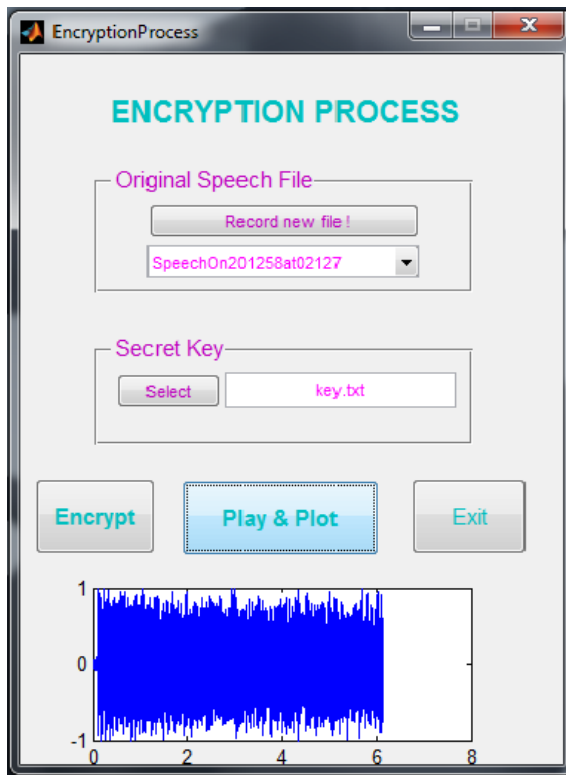 EncryptionProcess
ENCRYPTION PROCESS
Original Speech File
Record new file !
SpeechOn201258at02127
Secret Key
Select
key.txt
Encrypt
Play & Plot
Exit
1
0
-1
0 2 4 6 8